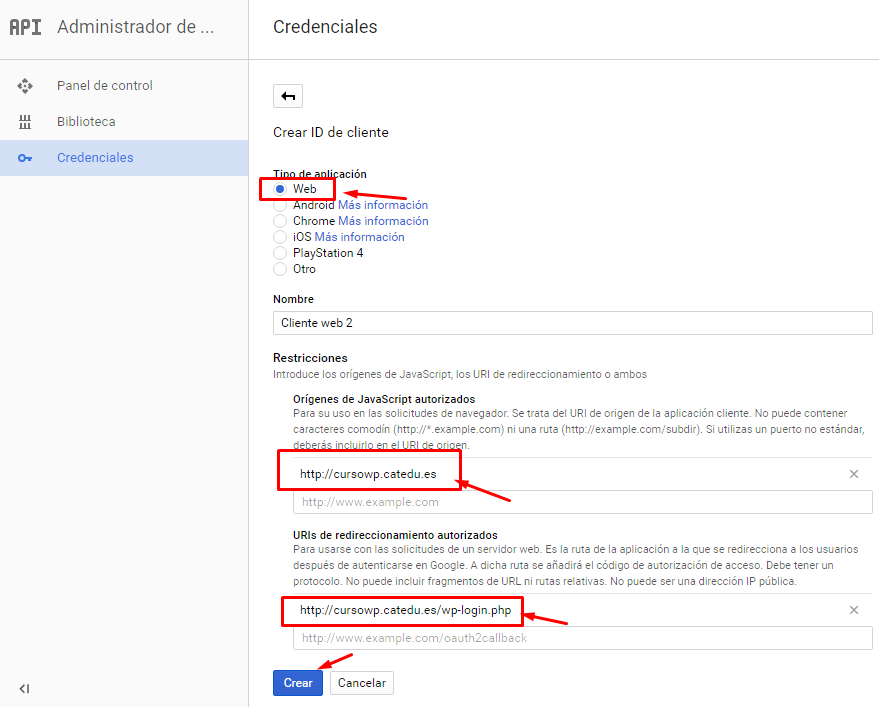 API Administrador de ...
Credenciales
Panel de control
Biblioteca
Credenciales
Crear ID de cliente
Tipo de aplicación
Web
Android Más información
Chrome Más información
iOS Más información
PlayStation 4
Otro
Nombre
Cliente web 2
Restricciones
Introduce los orígenes de JavaScript, los URI de redireccionamiento o ambos
Orígenes de JavaScript autorizados
Para su uso en las solicitudes de navegador. Se trata del URI de origen de la aplicación cliente. No puede contener
caracteres comodín (http://*.example.com) ni una ruta (http://example.com/subdir). Si utilizas un puerto no estándar,
deberás incluirlo en el URI de origen.
http://cursowp.catedu.es
http://www.example.com
URIs de redireccionamiento autorizados
Para usarse con las solicitudes de un servidor web. Es la ruta de la aplicación a la que se redirecciona a los usuarios
después de autenticarse en Google. A dicha ruta se añadirá el código de autorización de acceso. Debe tener un
protocolo. No puede incluir fragmentos de URL ni rutas relativas. No puede ser una dirección IP pública.
http://cursowp.catedu.es/wp-login.php
http://www.example.com/oauth2callback
Crear Cancelar